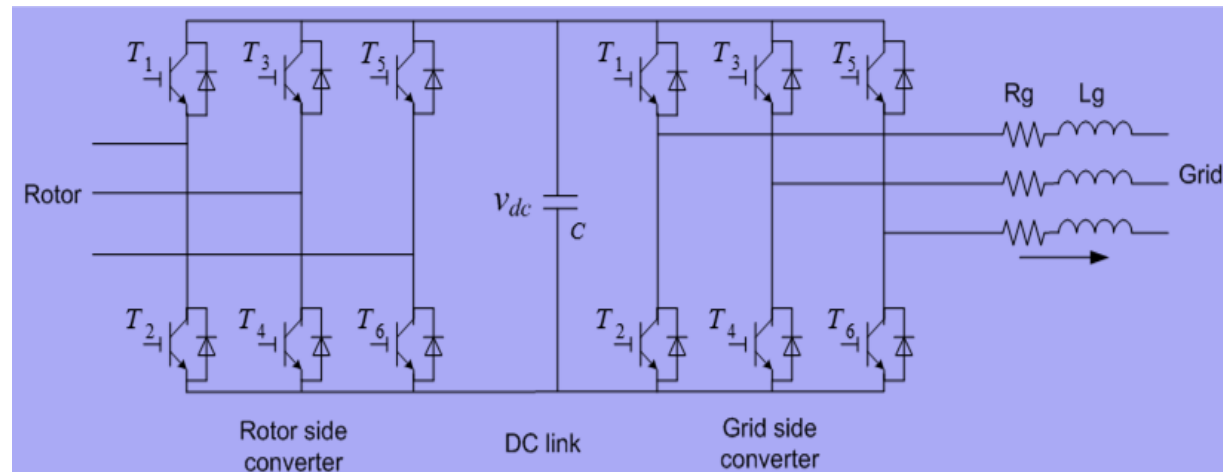 T1 T3 T5 T1 T3 T5
Rg Lg
Rotor
vdc
C
Grid
T2 T4 T6 T2 T4 T6
Rotor side
converter
DC link
Grid side
converter